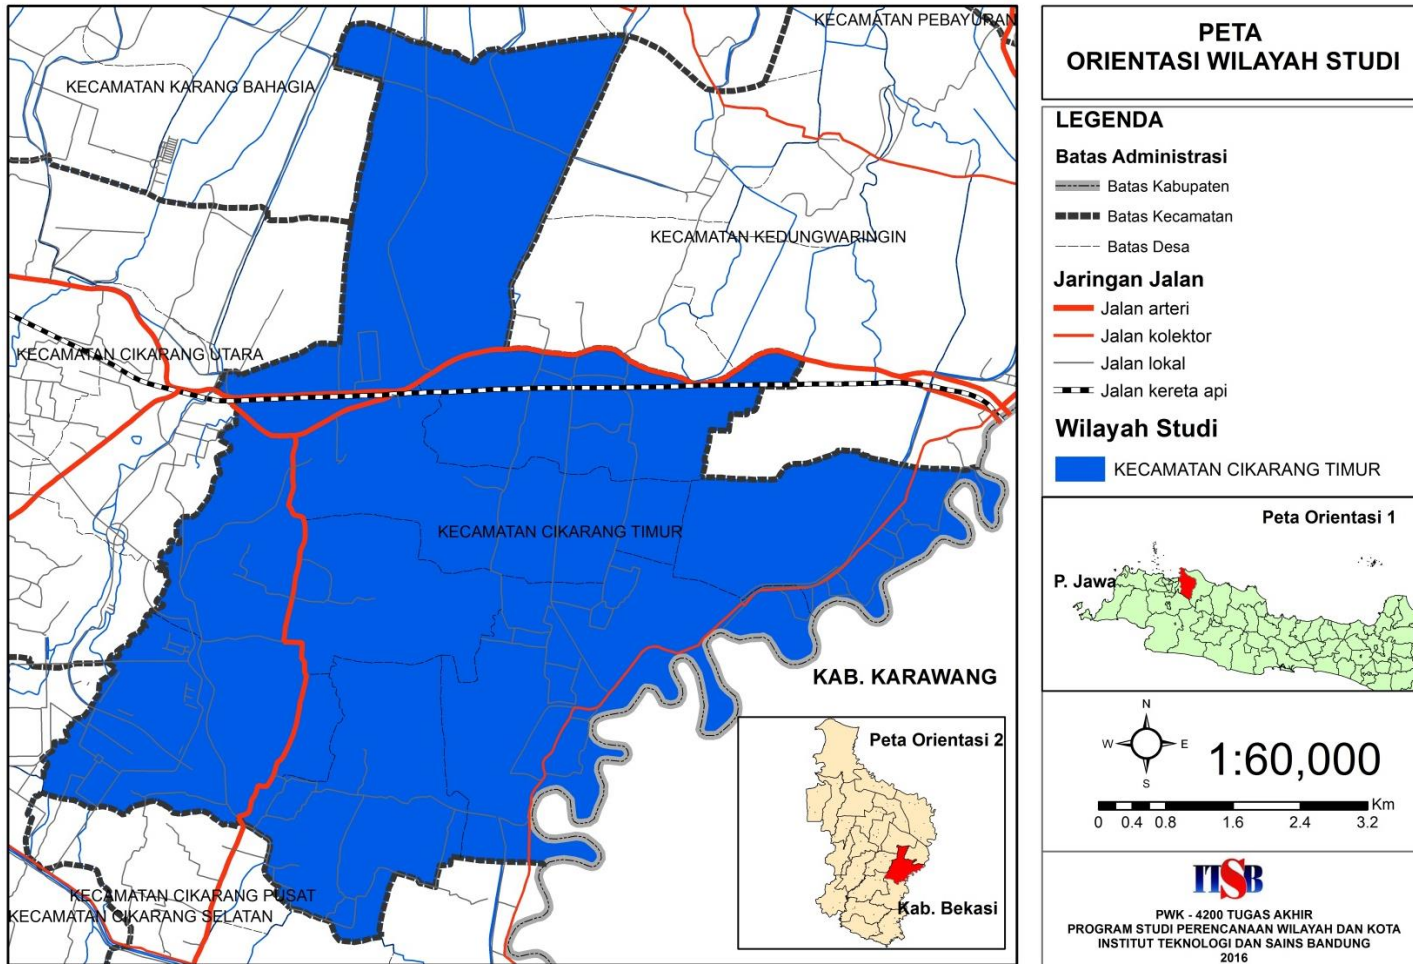 KECAMATAN PEBAYURAN
KECAMATAN KARANG BAHAGIA
KECAMATAN KEDUNGWARINGIN
KECAMATAN CIKARANG UTARA
KECAMATAN CIKARANG TIMUR
KAB. KARAWANG
KECAMATAN CIKARANG PUSAT
KECAMATAN CIKARANG SELATAN
Peta Orientasi 2
Kab. Bekasi
PETA
ORIENTASI WILAYAH STUDI
LEGENDA
Batas Administrasi
Batas Kabupaten
Batas Kecamatan
Batas Desa
Jaringan Jalan
Jalan arteri
Jalan kolektor
Jalan lokal
Jalan kereta api
Wilayah Studi
KECAMATAN CIKARANG TIMUR
Peta Orientasi 1
P. Jawa
N
W E
S
1:60,000
Km
0 0.4 0.8 1.6 2.4 3.2
ITSB
PWK - 4200 TUGAS AKHIR
PROGRAM STUDI PERENCANAAN WILAYAH DAN KOTA
INSTITUT TEKNOLOGI DAN SAINS BANDUNG
2016